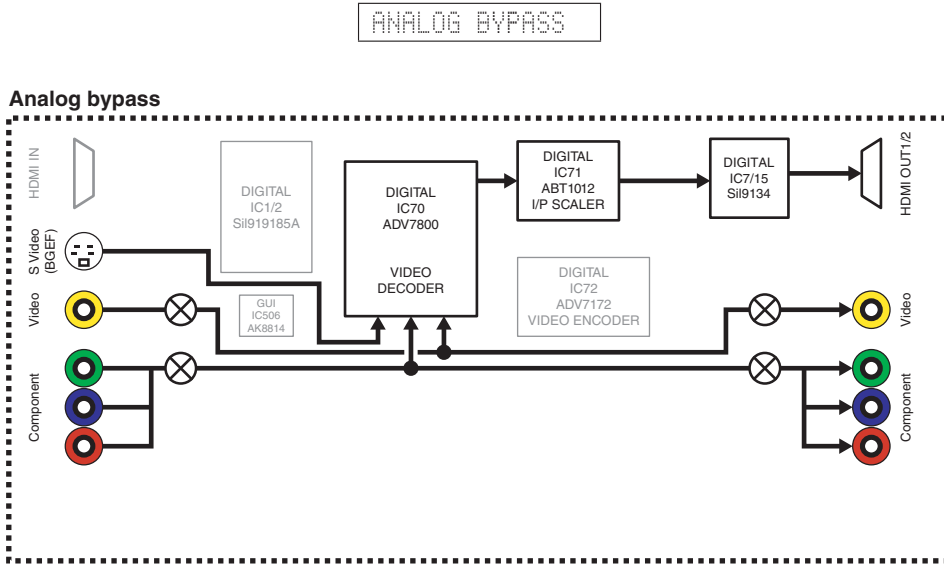 ANALOG BYPASS
Analog bypass
HDMI IN
DIGITAL
IC1/2
Sil919185A
DIGITAL
IC70
ADV7800
VIDEO
DECODER
DIGITAL
IC71
ABT1012
I/P SCALER
DIGITAL
IC7/15
Sil9134
HDMI OUT1/2
S Video
(BGEF)
Video
GUI
IC506
AK8814
DIGITAL
IC72
ADV7172
VIDEO ENCODER
Video
Component
Component